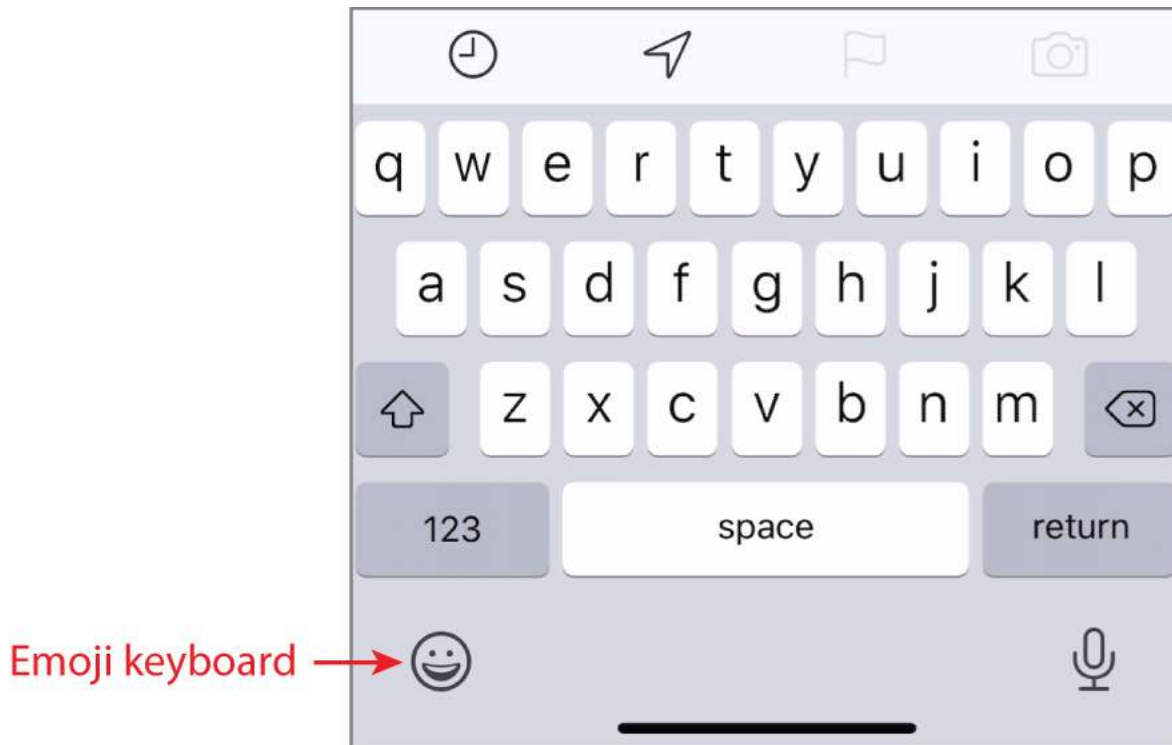 q w e r t y u i o p
a s d f g h j k l
z x c v b n m
123 space return
Emoji keyboard